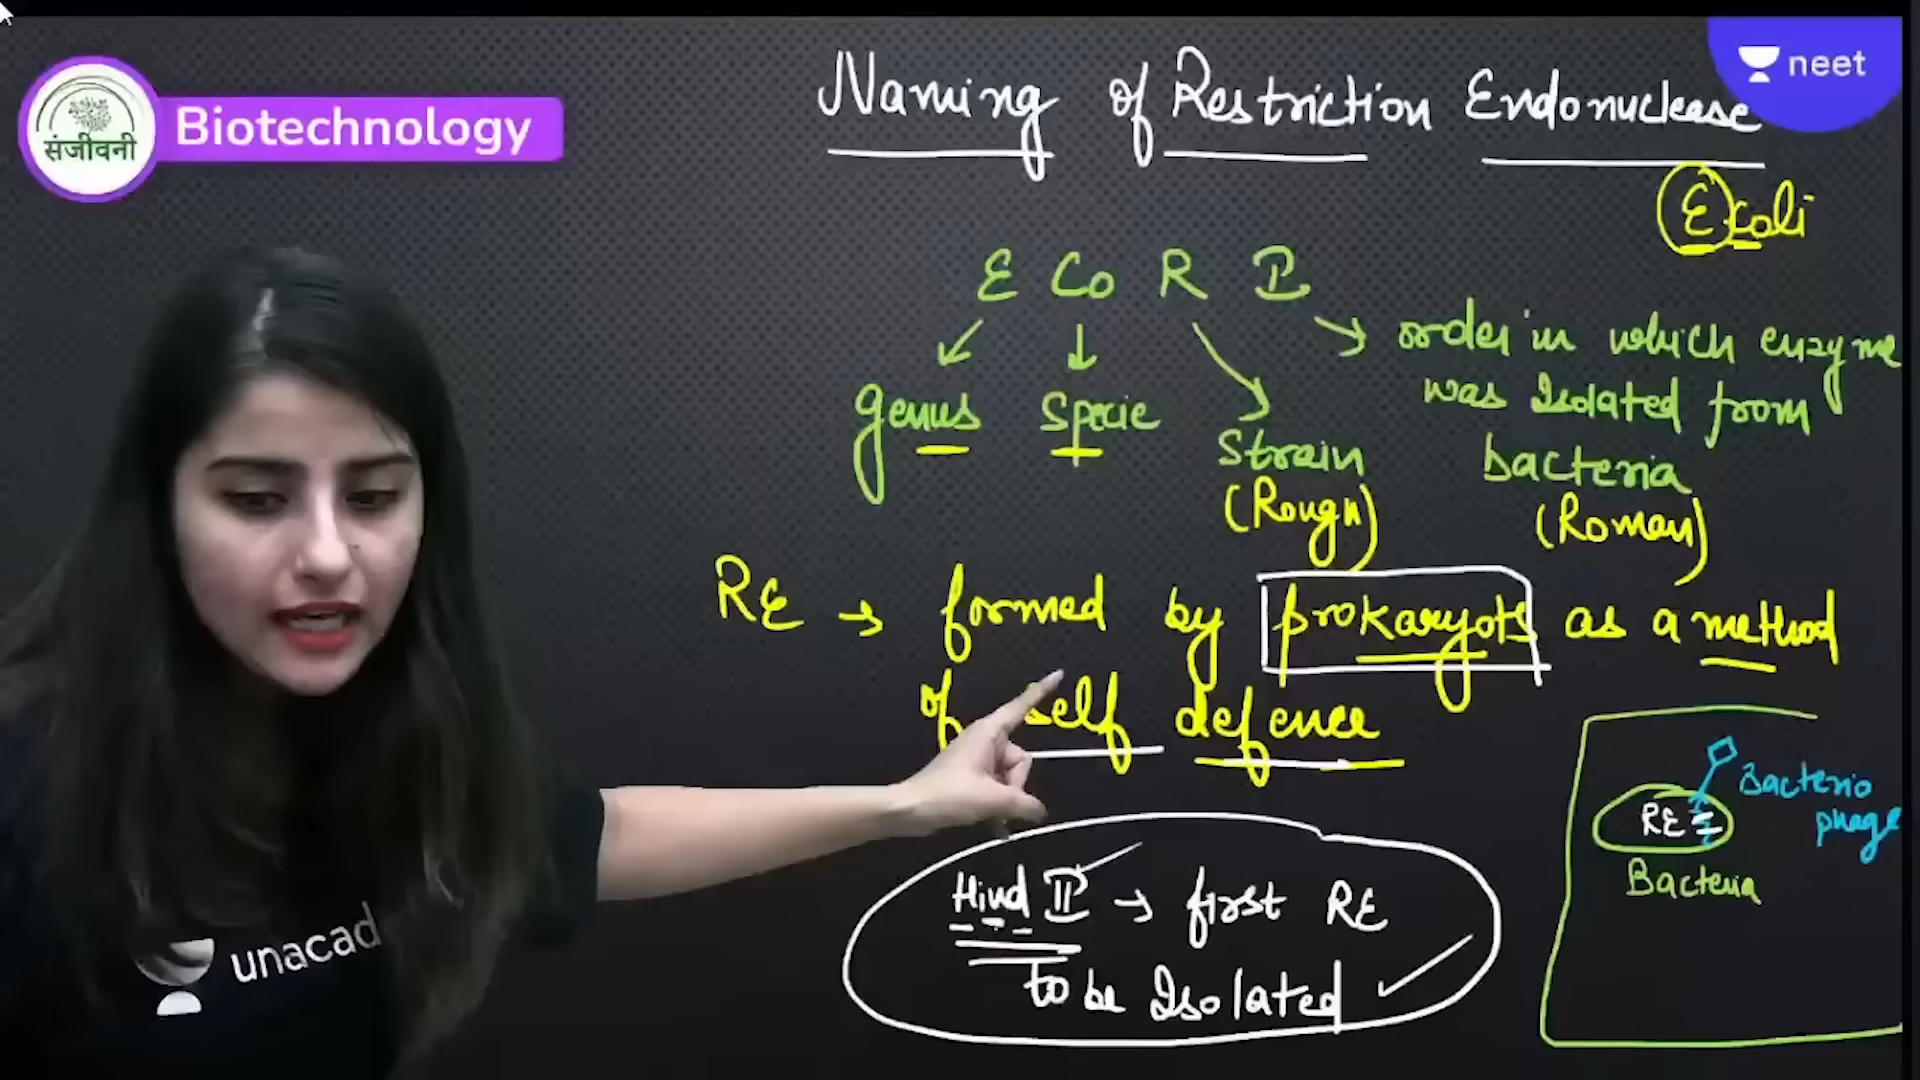 neet
संजीवनी
Biotechnology
Naming of Restriction Endonuclease
E.coli
E Co R I
order in which enzyme
was Isolated from
bacteria
(Roman)
genus
Specie
Strain
(Rough)
RE → formed by prokaryots as a method
of self defence
Bacterio
phage
RE
Bacteria
Hind II → first RE
to be Isolated
unacad